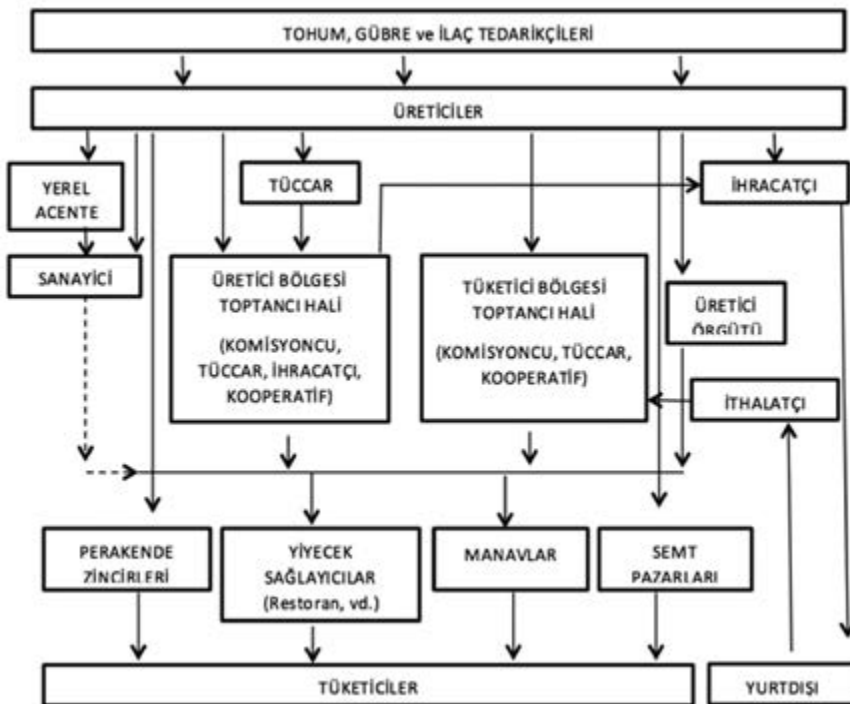 TOHUM, GÜBRE ve İLAÇ TEDARİKÇİLERİ
ÜRETİCİLER
YEREL
ACENTE
TÜCCAR
İHRACATÇI
SANAYİCİ
ÜRETİCİ BÖLGESİ
TOPTANCI HALİ
(KOMİSYONCU,
TÜCCAR, İHRACATÇI,
KOOPERATİF)
TÜKETİCİ BÖLGESİ
TOPTANCI HALİ
(KOMİSYONCU, TÜCCAR,
KOOPERATİF)
ÜRETİCİ
ÖRGÜTÜ
İTHALATÇI
PERAKENDE
ZİNCİRLERİ
YİYECEK
SAĞLAYICILAR
(Restoran, vd.)
MANAVLAR
SEMT
PAZARLARI
TÜKETİCİLER
YURTDIŞI